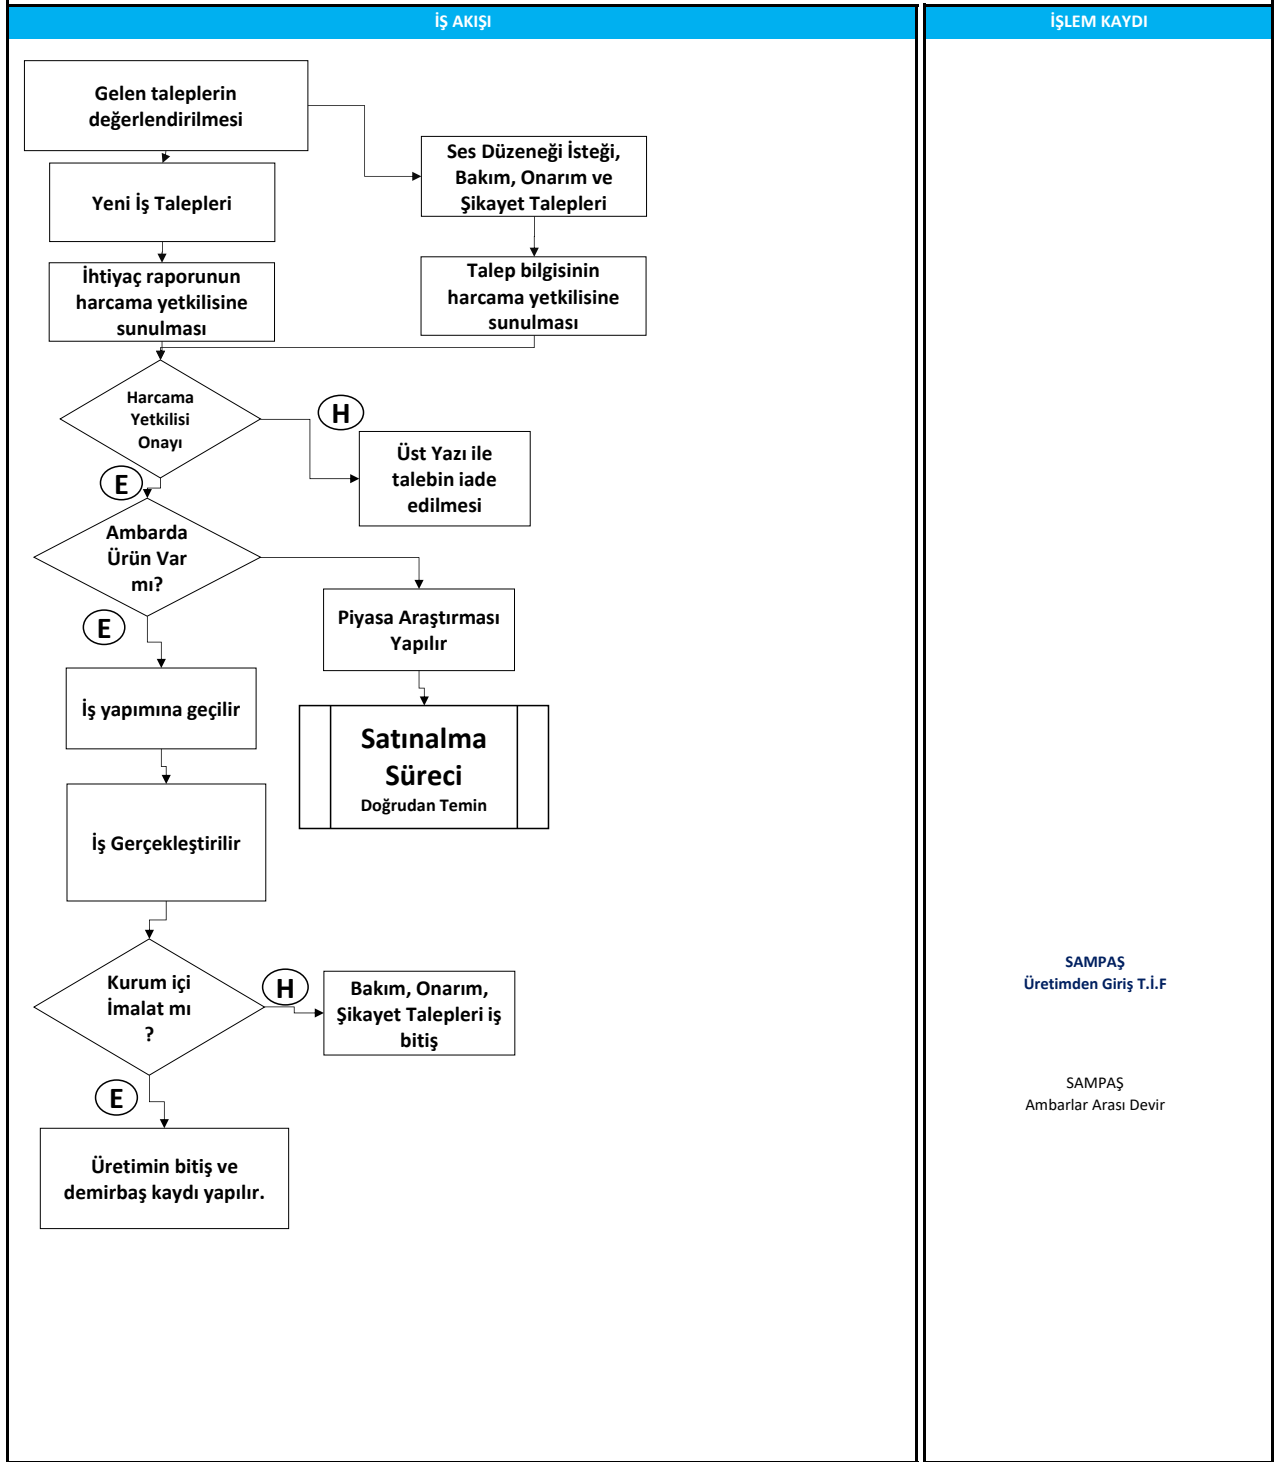 İŞ AKIŞI
İŞLEM KAYDI
Gelen taleplerin
değerlendirilmesi
Ses Düzeneği İsteği,
Bakım, Onarım ve
Şikayet Talepleri
Yeni İş Talepleri
İhtiyaç raporunun
harcama yetkilisine
sunulması
Talep bilgisinin
harcama yetkilisine
sunulması
Harcama
Yetkilisi
Onayı
H
Üst Yazı ile
talebin iade
edilmesi
E
Ambarda
Ürün Var
mı?
Piyasa Araştırması
Yapılır
E
İş yapımına geçilir
Satınalma
Süreci
Doğrudan Temin
İş Gerçekleştirilir
Kurum içi
İmalat mı
?
H
Bakım, Onarım,
Şikayet Talepleri iş
bitiş
SAMPAŞ
Üretimden Giriş T.İ.F
E
SAMPAŞ
Ambarlar Arası Devir
Üretimin bitiş ve
demirbaş kaydı yapılır.